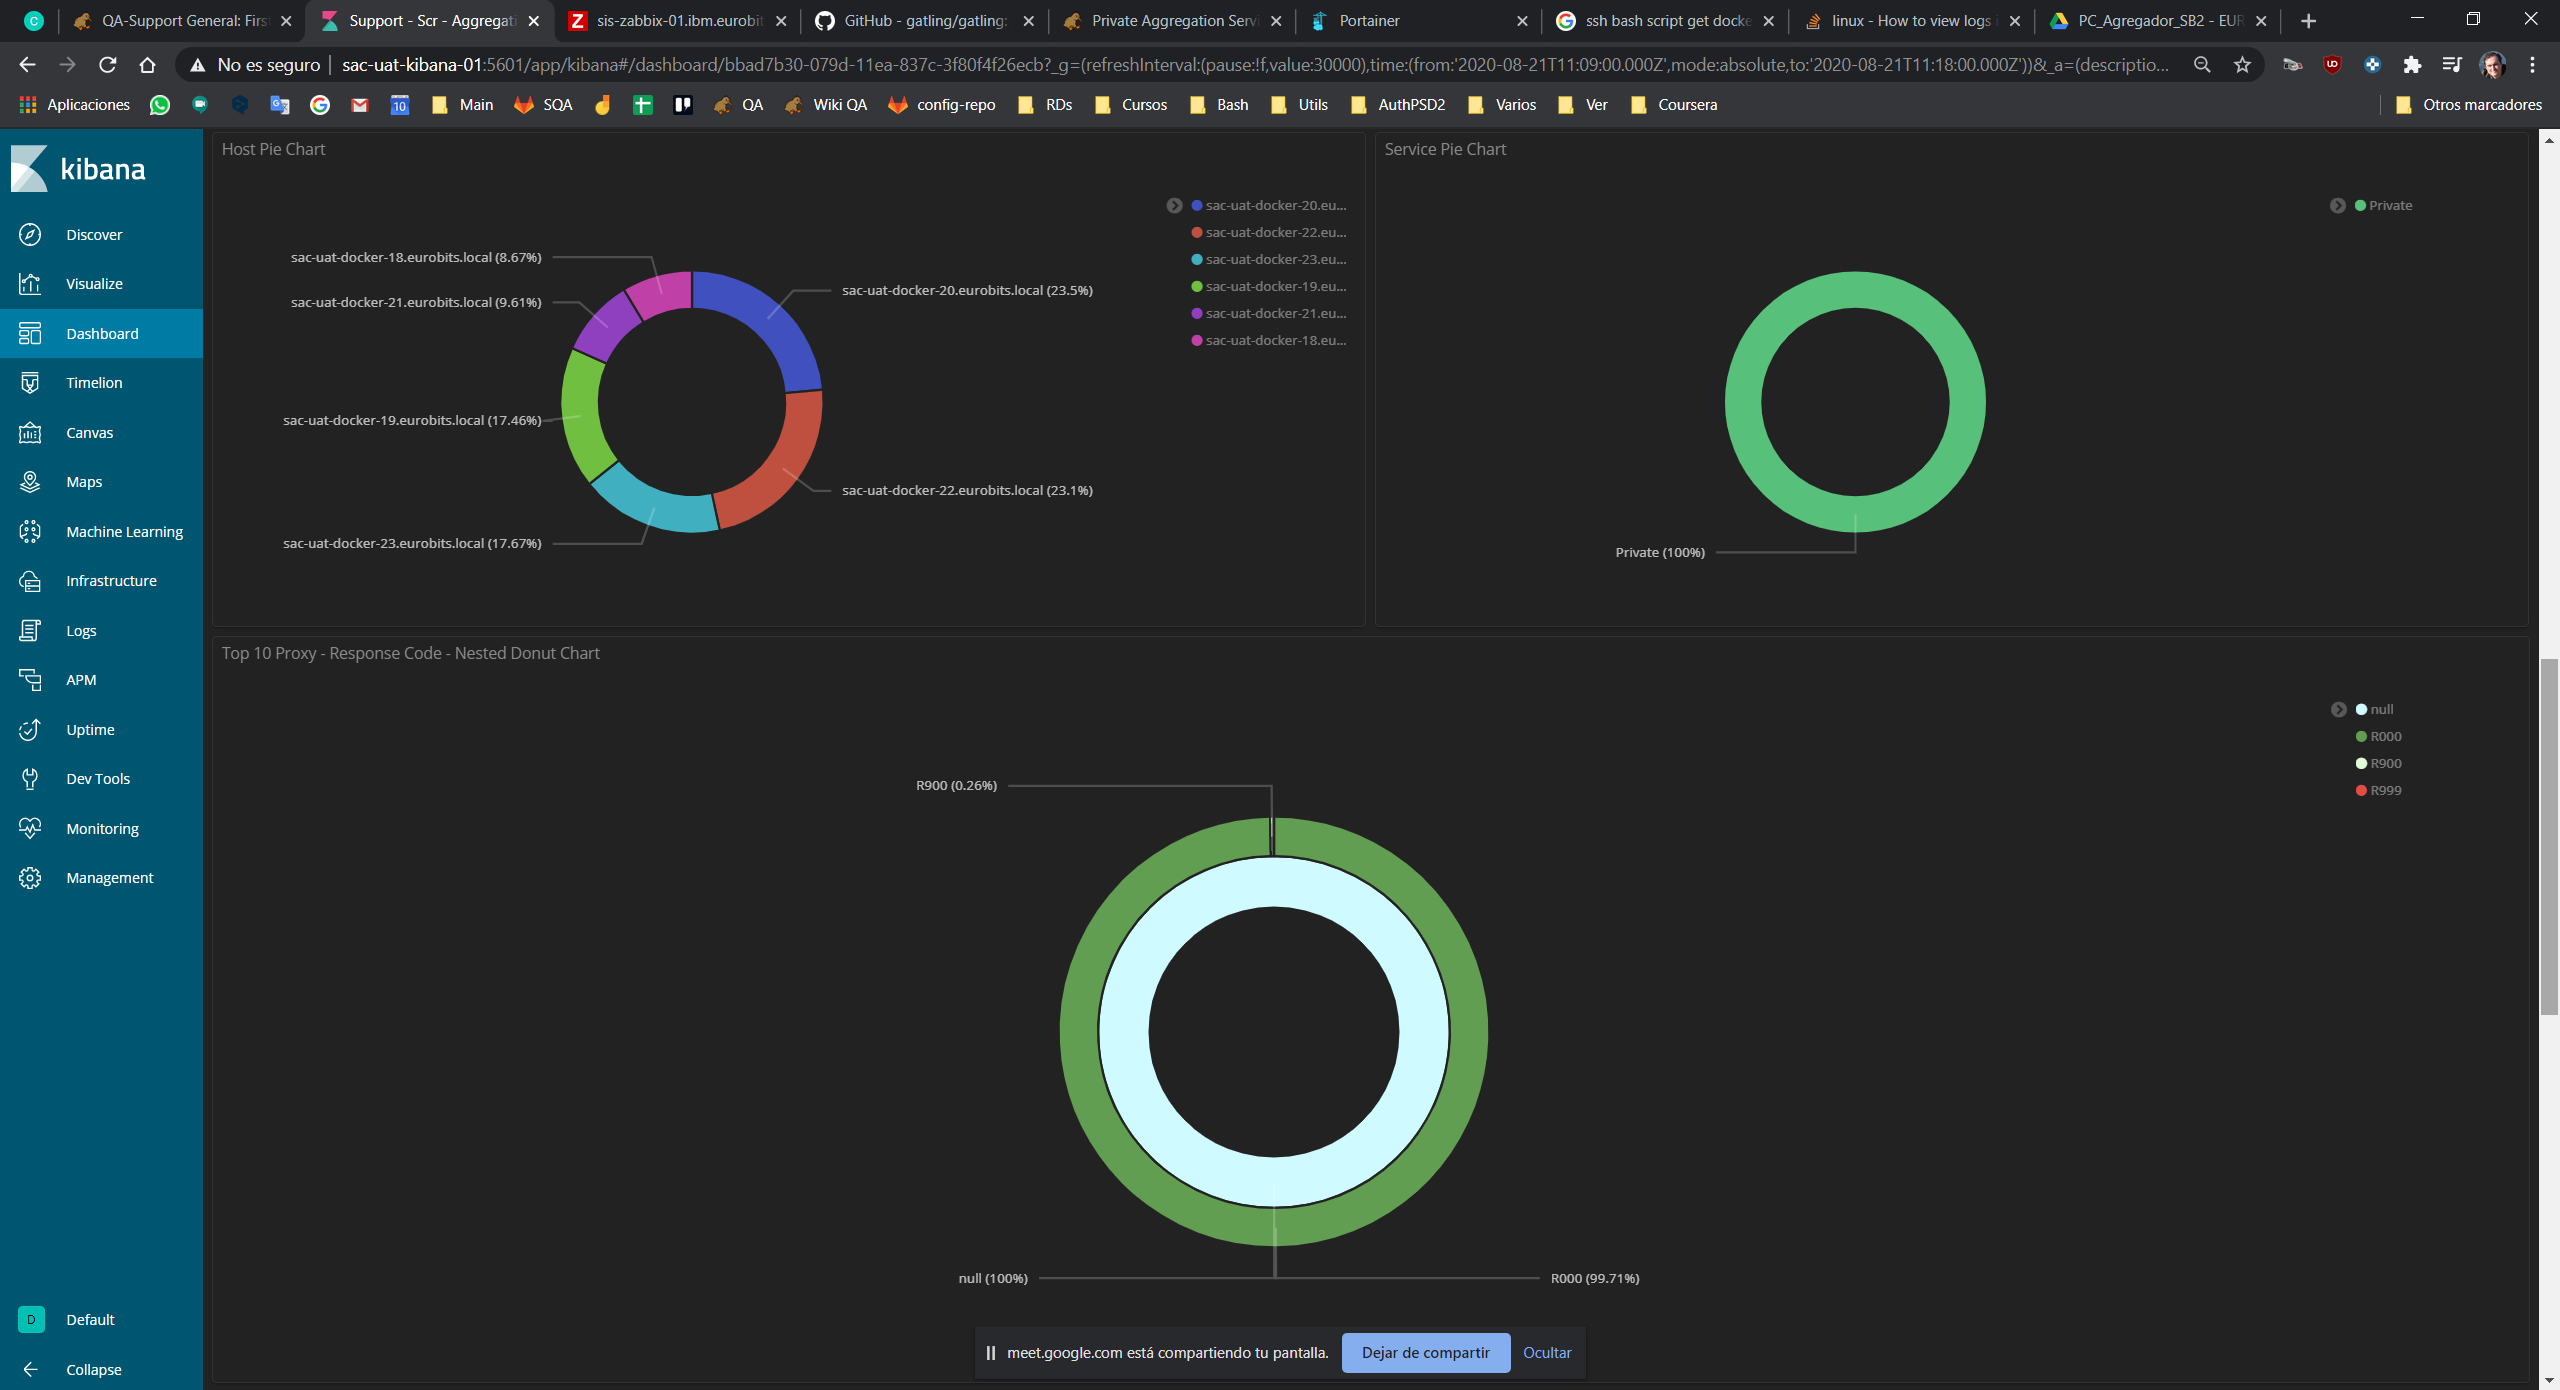 QA-Support General: Firs
Support - Scr - Aggregati
sis-zabbix-01.ibm.eurobit
GitHub - gatling/gatling:
Private Aggregation Servi
Portainer
ssh bash script get docke
linux - How to view logs i
PC_Agregador_SB2 - EUR
No es seguro
sac-uat-kibana-01:5601/app/kibana#/dashboard/bbad7b30-079d-11ea-837c-3f80f4f26ecb?_g=(refreshInterval:(pause:!f,value:30000),time:(from:'2020-08-21T11:09:00.000Z',mode:absolute,to:'2020-08-21T11:18:00.000Z'))&_a=(descriptio...
Aplicaciones
10
Main
SQA
QA
Wiki QA
config-repo
RDs
Cursos
Bash
Utils
AuthPSD2
Varios
Ver
Coursera
Otros marcadores
kibana
Discover
Visualize
Dashboard
Timelion
Canvas
Maps
Machine Learning
Infrastructure
Logs
APM
Uptime
Dev Tools
Monitoring
Management
D Default
Collapse
Host Pie Chart
sac-uat-docker-20.eu...
sac-uat-docker-22.eu...
sac-uat-docker-23.eu...
sac-uat-docker-19.eu...
sac-uat-docker-21.eu...
sac-uat-docker-18.eu...
sac-uat-docker-18.eurobits.local (8.67%)
sac-uat-docker-20.eurobits.local (23.5%)
sac-uat-docker-21.eurobits.local (9.61%)
sac-uat-docker-19.eurobits.local (17.46%)
sac-uat-docker-22.eurobits.local (23.1%)
sac-uat-docker-23.eurobits.local (17.67%)
Service Pie Chart
Private
Private (100%)
Top 10 Proxy - Response Code - Nested Donut Chart
null
R000
R900
R999
R900 (0.26%)
null (100%)
R000 (99.71%)
meet.google.com está compartiendo tu pantalla.
Dejar de compartir
Ocultar